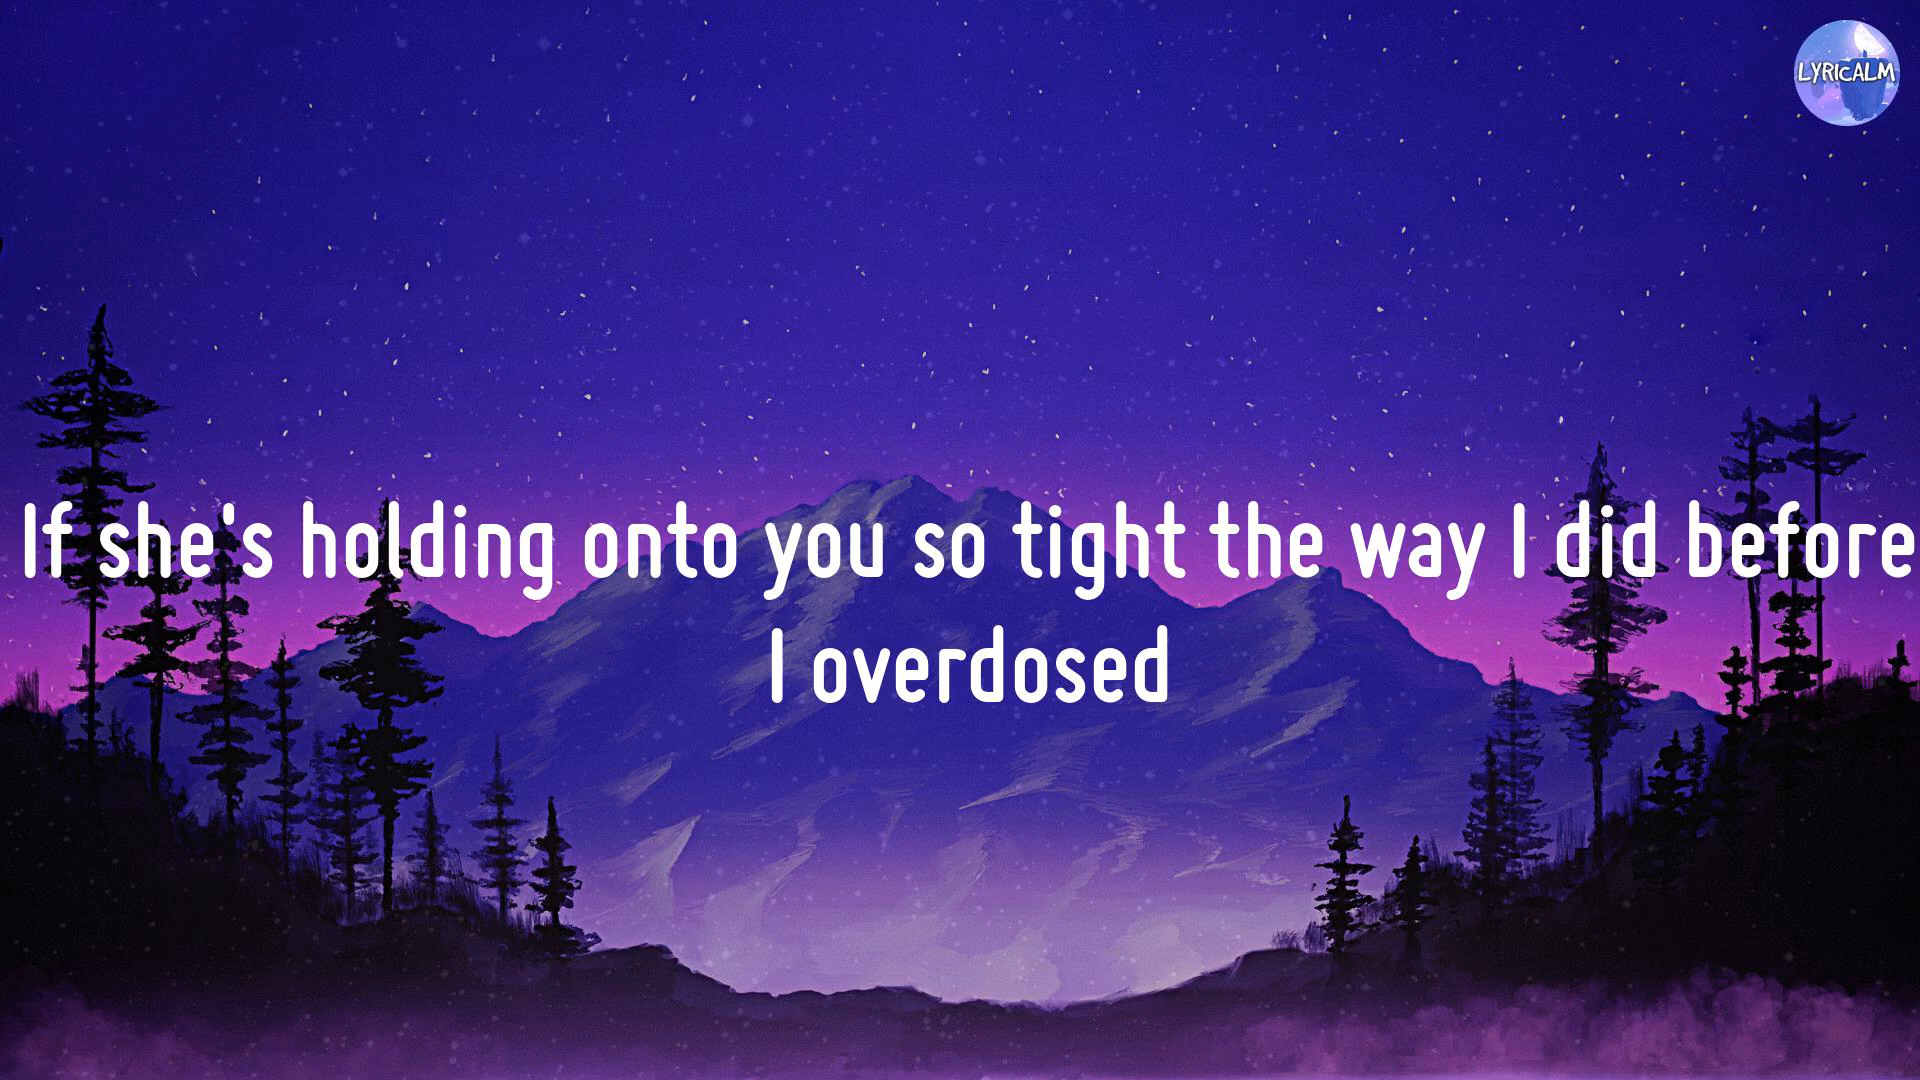 LYRICALM
If she's holding onto you so tight the way I did before
I overdosed